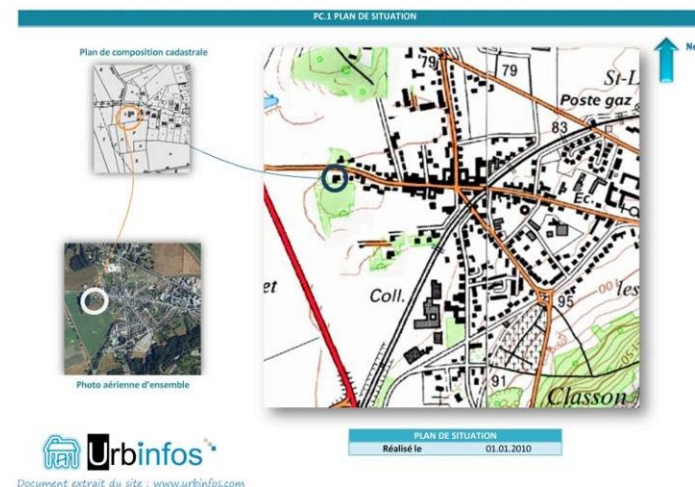 PC.1 PLAN DE SITUATION
Plan de composition cadastrale
79
79
St-L
Poste gaz
83
Ec.
et
Coll.
les
95
91
Classon
Photo aérienne d'ensemble
PLAN DE SITUATION
Réalisé le 01.01.2010
Urbinfos
Document extrait du site : www.urbinfos.com